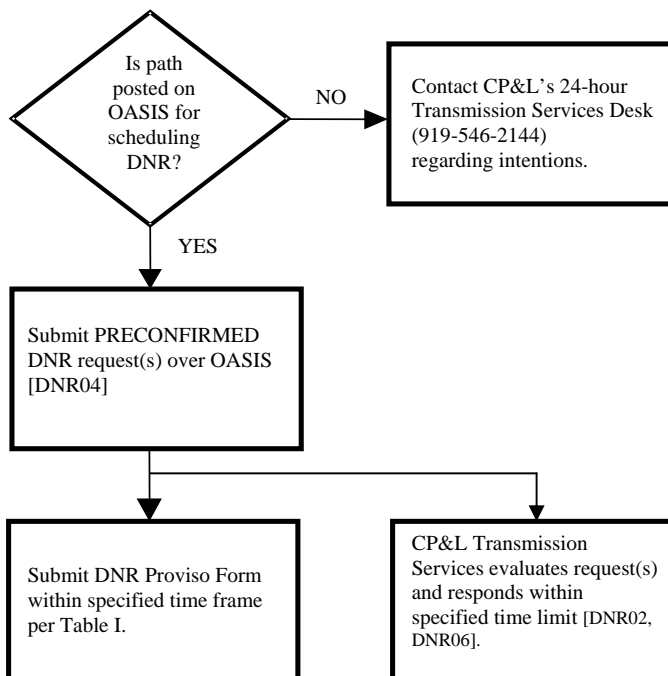 Is path
posted on
OASIS for
scheduling
DNR?
NO
Contact CP&L’s 24-hour
Transmission Services Desk
(919-546-2144)
regarding intentions.
YES
Submit PRECONFIRMED
DNR request(s) over OASIS
[DNR04]
Submit DNR Proviso Form
within specified time frame
per Table I.
CP&L Transmission
Services evaluates request(s)
and responds within
specified time limit [DNR02,
DNR06].